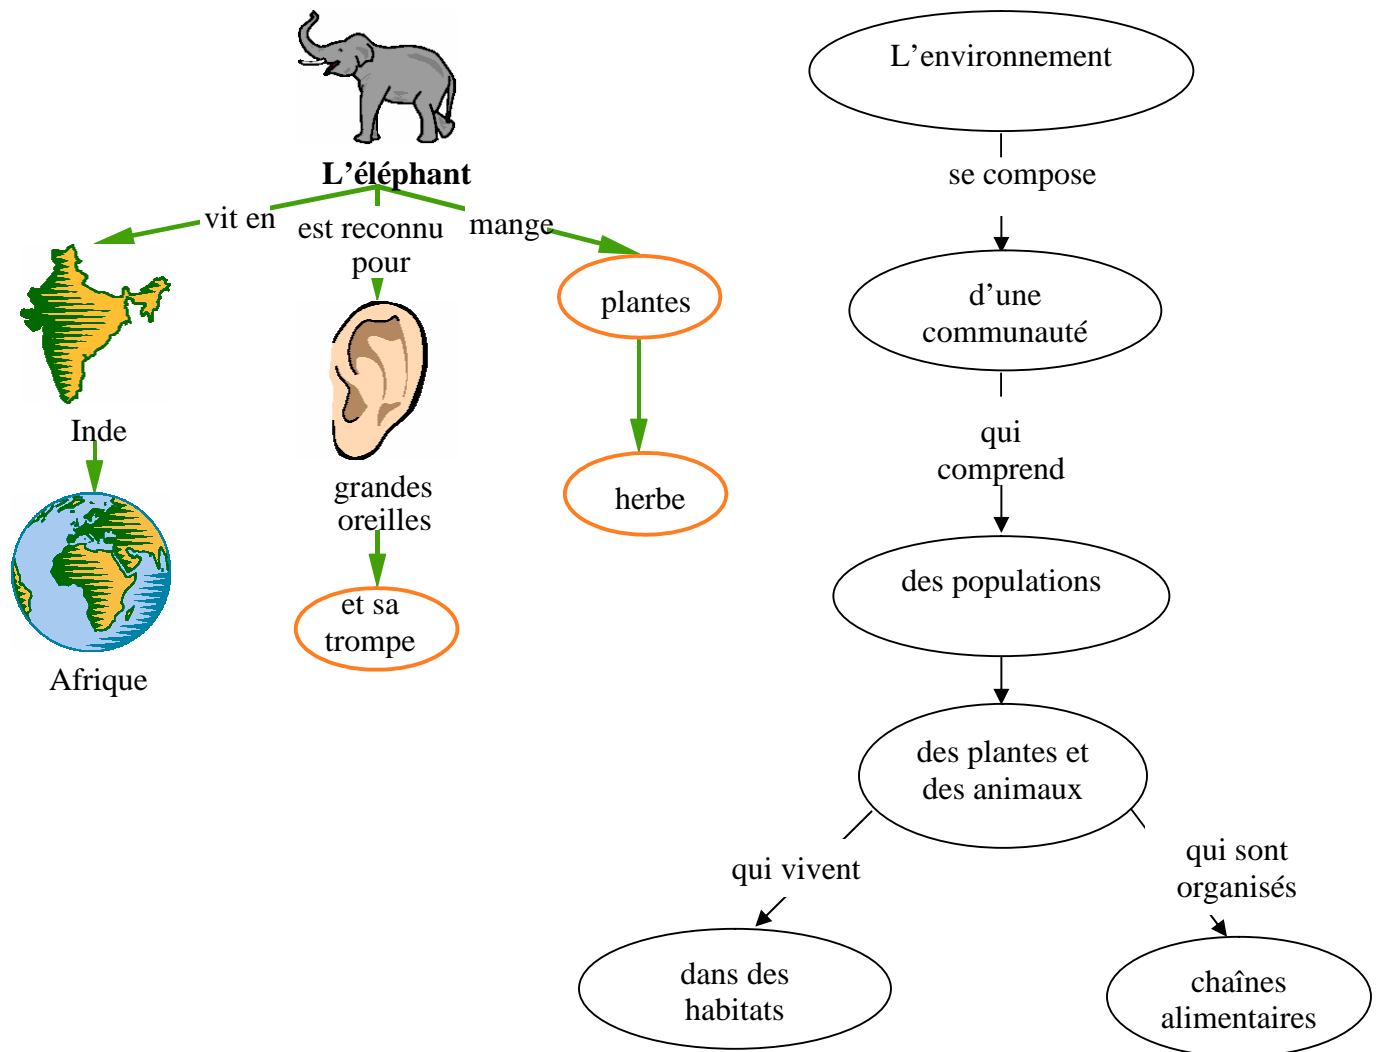 L’éléphant
vit en
est reconnu
pour
mange
Inde
Afrique
grandes
oreilles
et sa
trompe
plantes
herbe
L’environnement
se compose
d’une
communauté
qui
comprend
des populations
des plantes et
des animaux
qui vivent
dans des
habitats
qui sont
organisés
chaînes
alimentaires